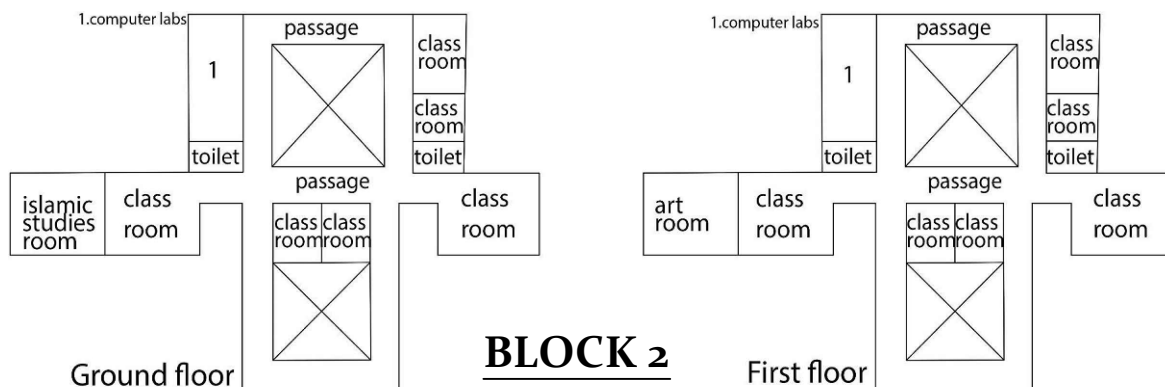 1.computer labs
passage
class
room
1
class
room
toilet
toilet
passage
islamic
studies
room
class
room
class
room
class
room
class
room
Ground floor
1.computer labs
passage
class
room
1
class
room
toilet
toilet
passage
art
room
class
room
class
room
class
room
class
room
First floor
BLOCK 2